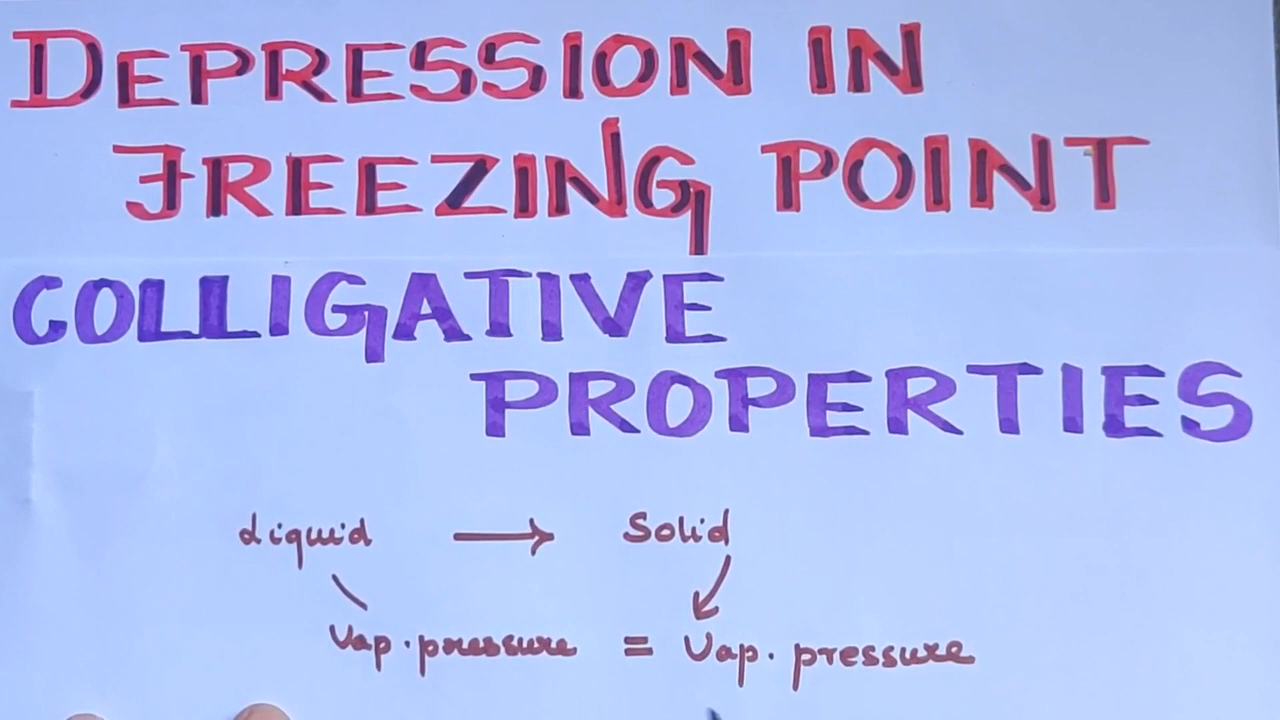 DEPRESSION IN
FREEZING POINT
COLLIGATIVE
PROPERTIES
Liquid → Solid
Vap. pressure = Vap. pressure